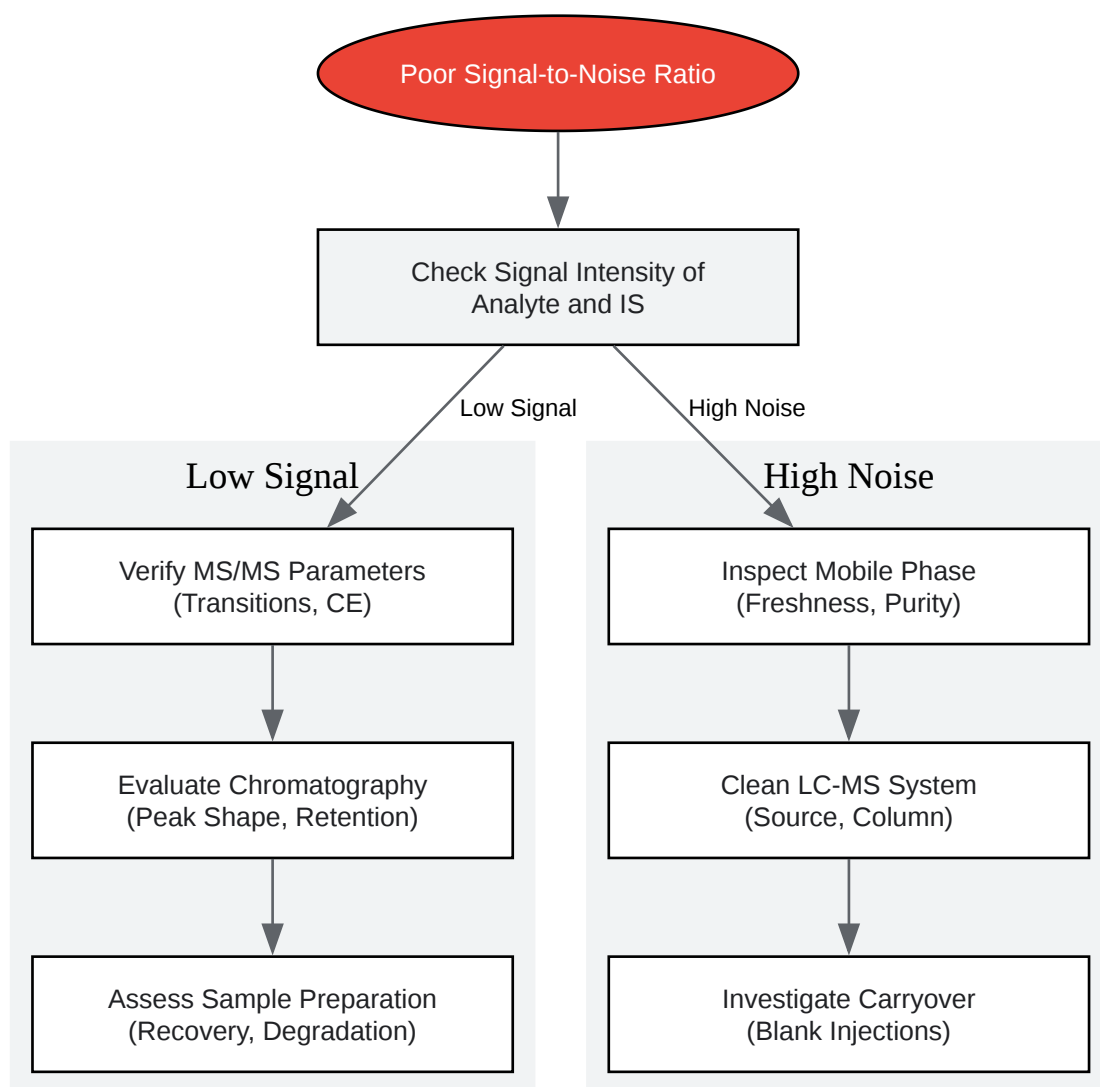 Poor Signal-to-Noise Ratio
Check Signal Intensity of
Analyte and IS
Low Signal
High Noise
Low Signal
Verify MS/MS Parameters
(Transitions, CE)
Evaluate Chromatography
(Peak Shape, Retention)
Assess Sample Preparation
(Recovery, Degradation)
High Noise
Inspect Mobile Phase
(Freshness, Purity)
Clean LC-MS System
(Source, Column)
Investigate Carryover
(Blank Injections)